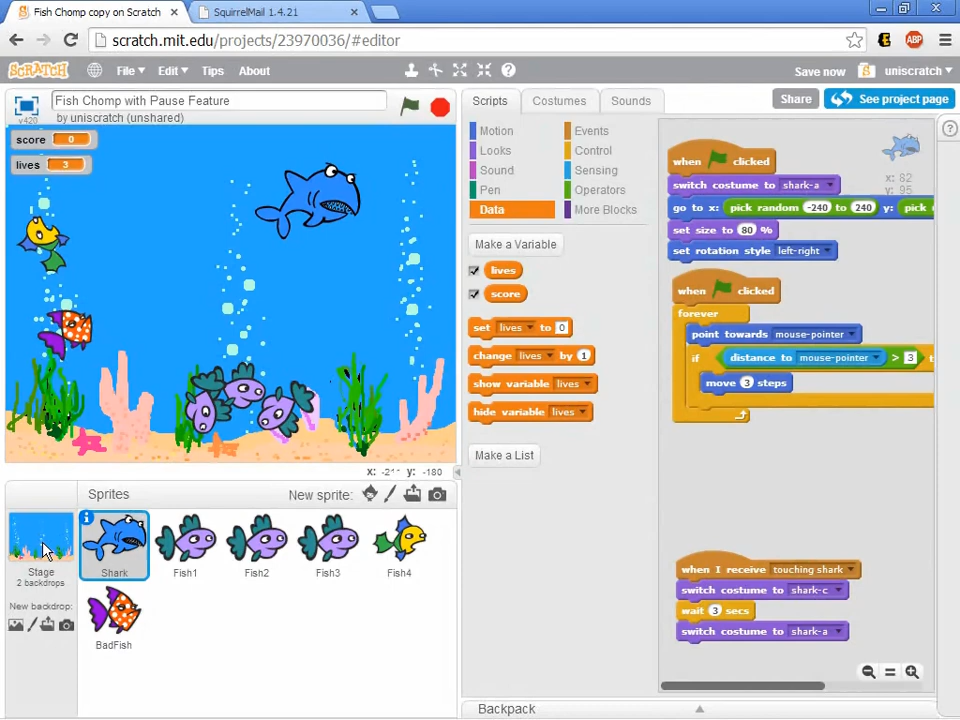 Fish Chomp copy on Scratch
SquirrelMail 1.4.21
scratch.mit.edu/projects/23970036/#editor
ABP
SCRATCH
File
Edit
Tips
About
Save now
uniscratch
Fish Chomp with Pause Feature
by uniscratch (unshared)
v420
Scripts
Costumes
Sounds
Share
See project page
score 0
lives 3
Motion
Events
Looks
Control
Sound
Sensing
Pen
Operators
Data
More Blocks
Make a Variable
lives
score
set lives to 0
change lives by 1
show variable lives
hide variable lives
Make a List
when clicked
switch costume to shark-a
go to x: pick random -240 to 240 y: pick
set size to 80 %
set rotation style left-right
x: 82
y: 95
when clicked
forever
point towards mouse-pointer
if distance to mouse-pointer > 3
move 3 steps
when I receive touching shark
switch costume to shark-c
wait 3 secs
switch costume to shark-a
y: -180
Sprites
New sprite:
Stage
2 backdrops
New backdrop:
Shark
Fish1
Fish2
Fish3
Fish4
BadFish
Backpack